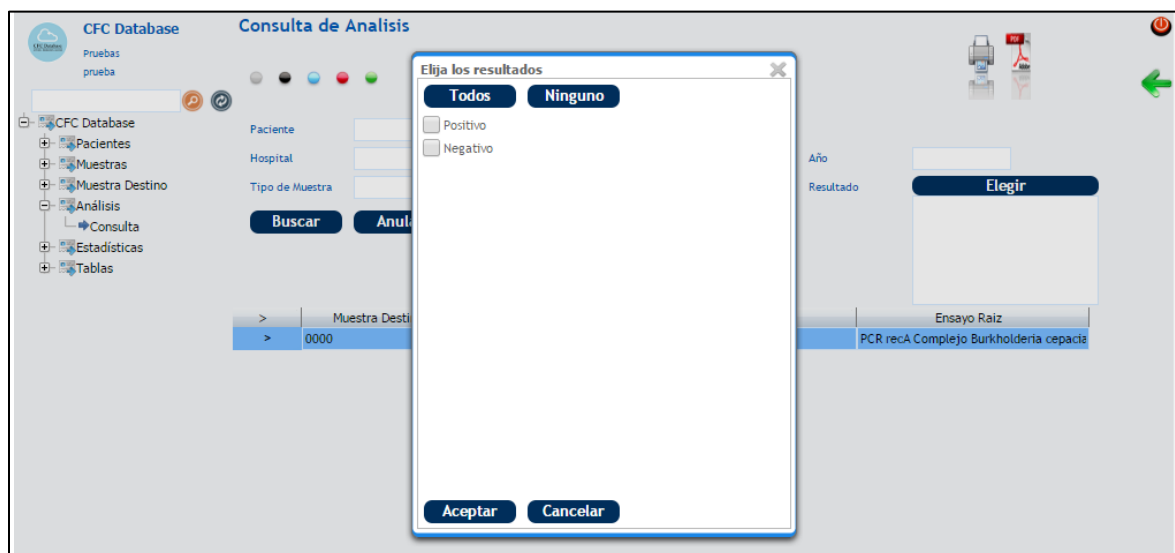 CFC Database
Pruebas
prueba
CFC Database
Pacientes
Muestras
Muestra Destino
Análisis
Consulta
Estadísticas
Tablas
Consulta de Analisis
Paciente
Hospital
Tipo de Muestra
Buscar Anul
Elija los resultados
Todos Ninguno
Positivo
Negativo
Aceptar Cancelar
PDF
Año
Resultado Elegir
> Muestra Desti Ensayo Raiz
> 0000 PCR recA Complejo Burkholderia cepacia